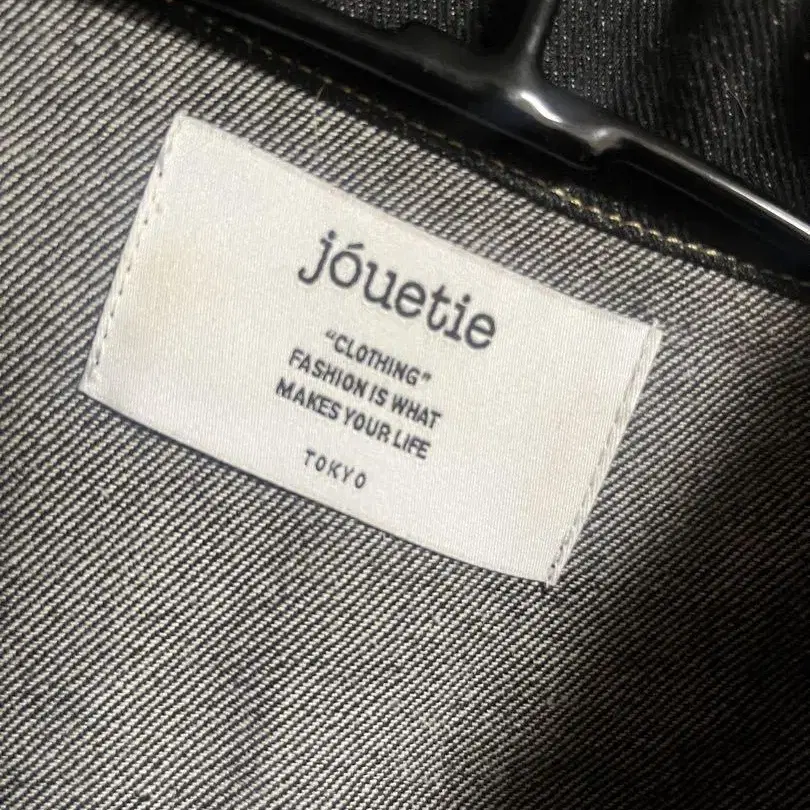 jóuetie
“CLOTHING”
FASHION IS WHAT
MAKES YOUR LIFE
TOKYO